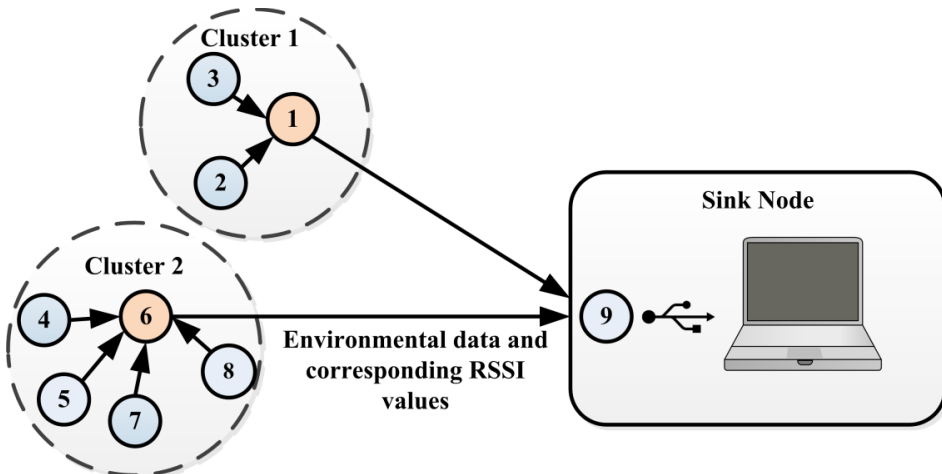 Cluster 1
3
1
2
Sink Node
Cluster 2
4
6
9
Environmental data and
corresponding RSSI
values
8
5
7